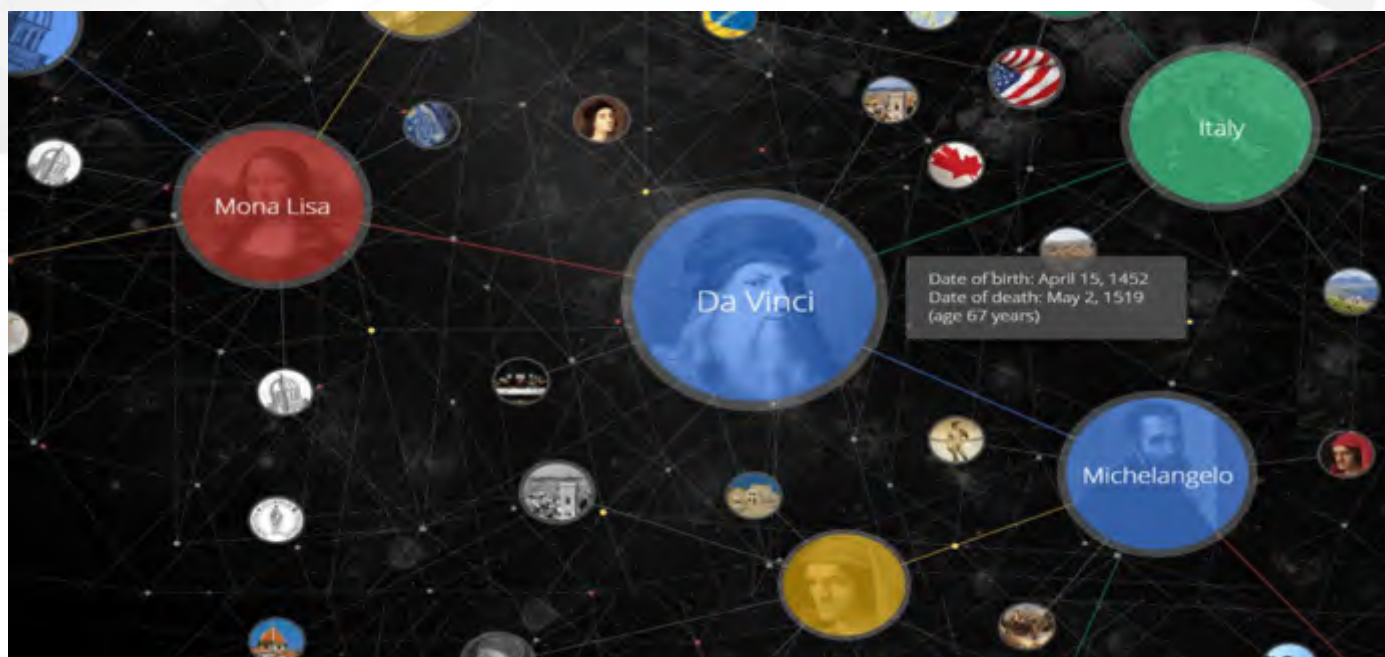 Italy
Mona Lisa
Da Vinci
Date of birth: April 15, 1452
Date of death: May 2, 1519
(age 67 years)
Michelangelo